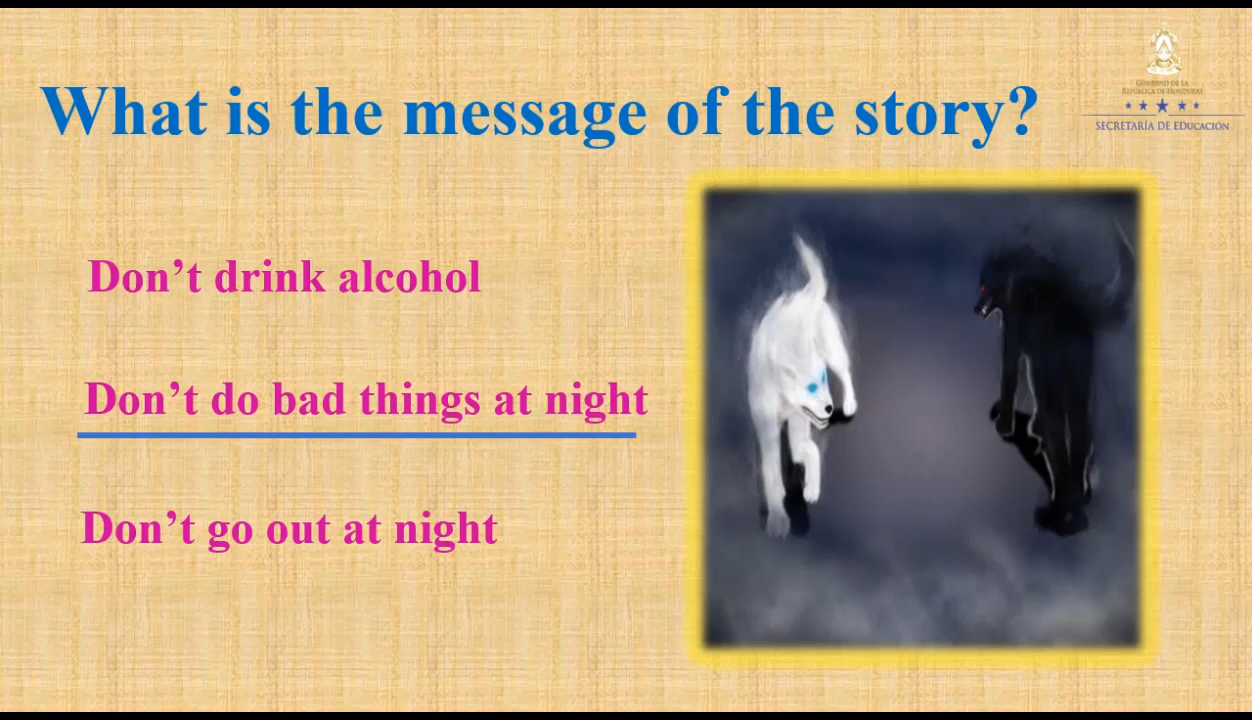 What is the message of the story?
GOBIERNO DE LA
REPÚBLICA DE HONDURAS
SECRETARÍA DE EDUCACIÓN
Don’t drink alcohol
Don’t do bad things at night
Don’t go out at night